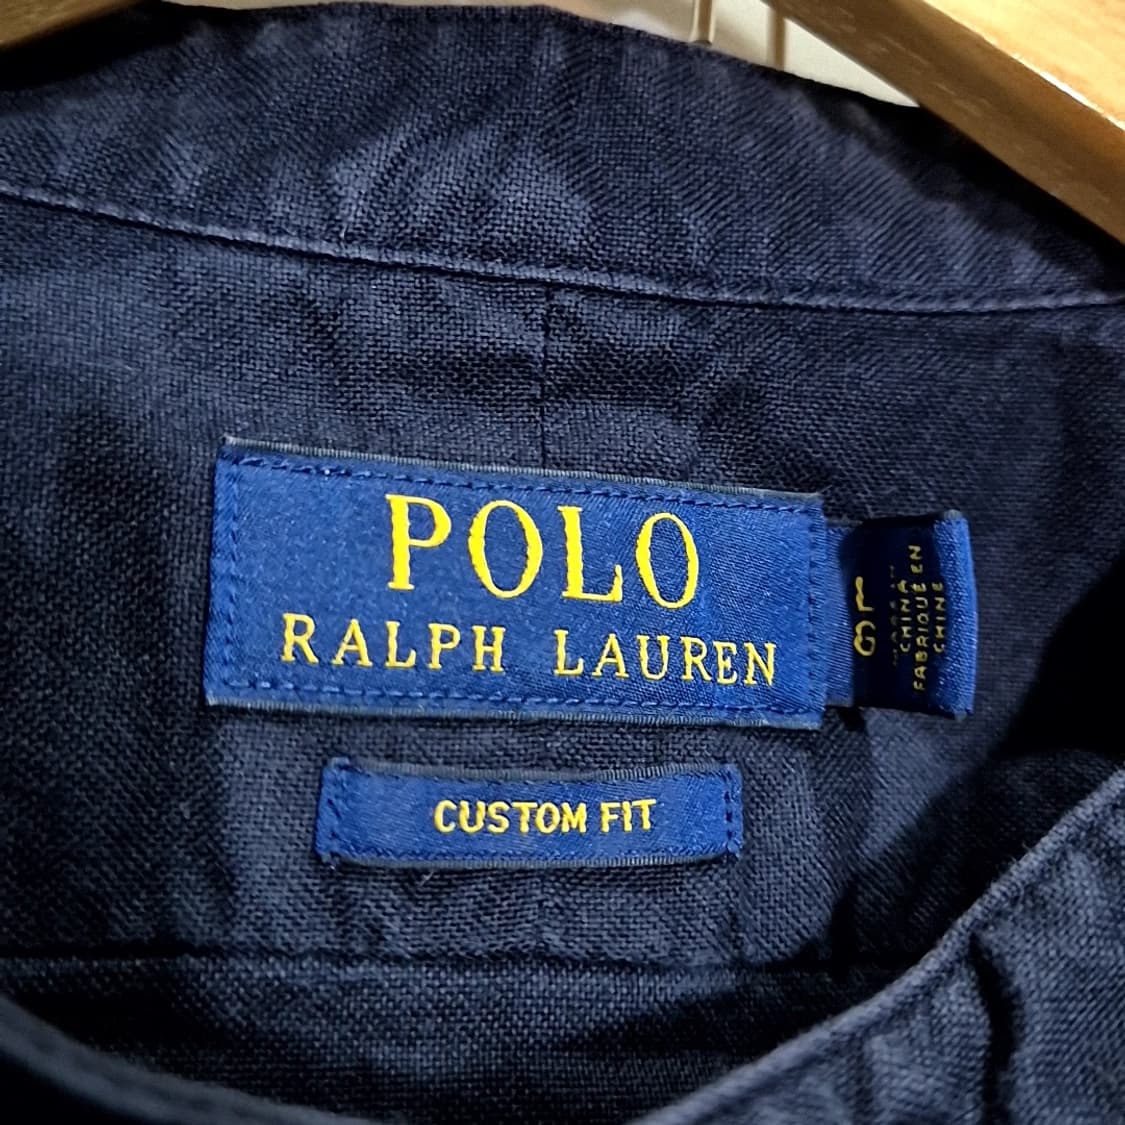 POLO
RALPH LAUREN
CHINA
FABRIQUÉ EN
CHINE
CUSTOM FIT